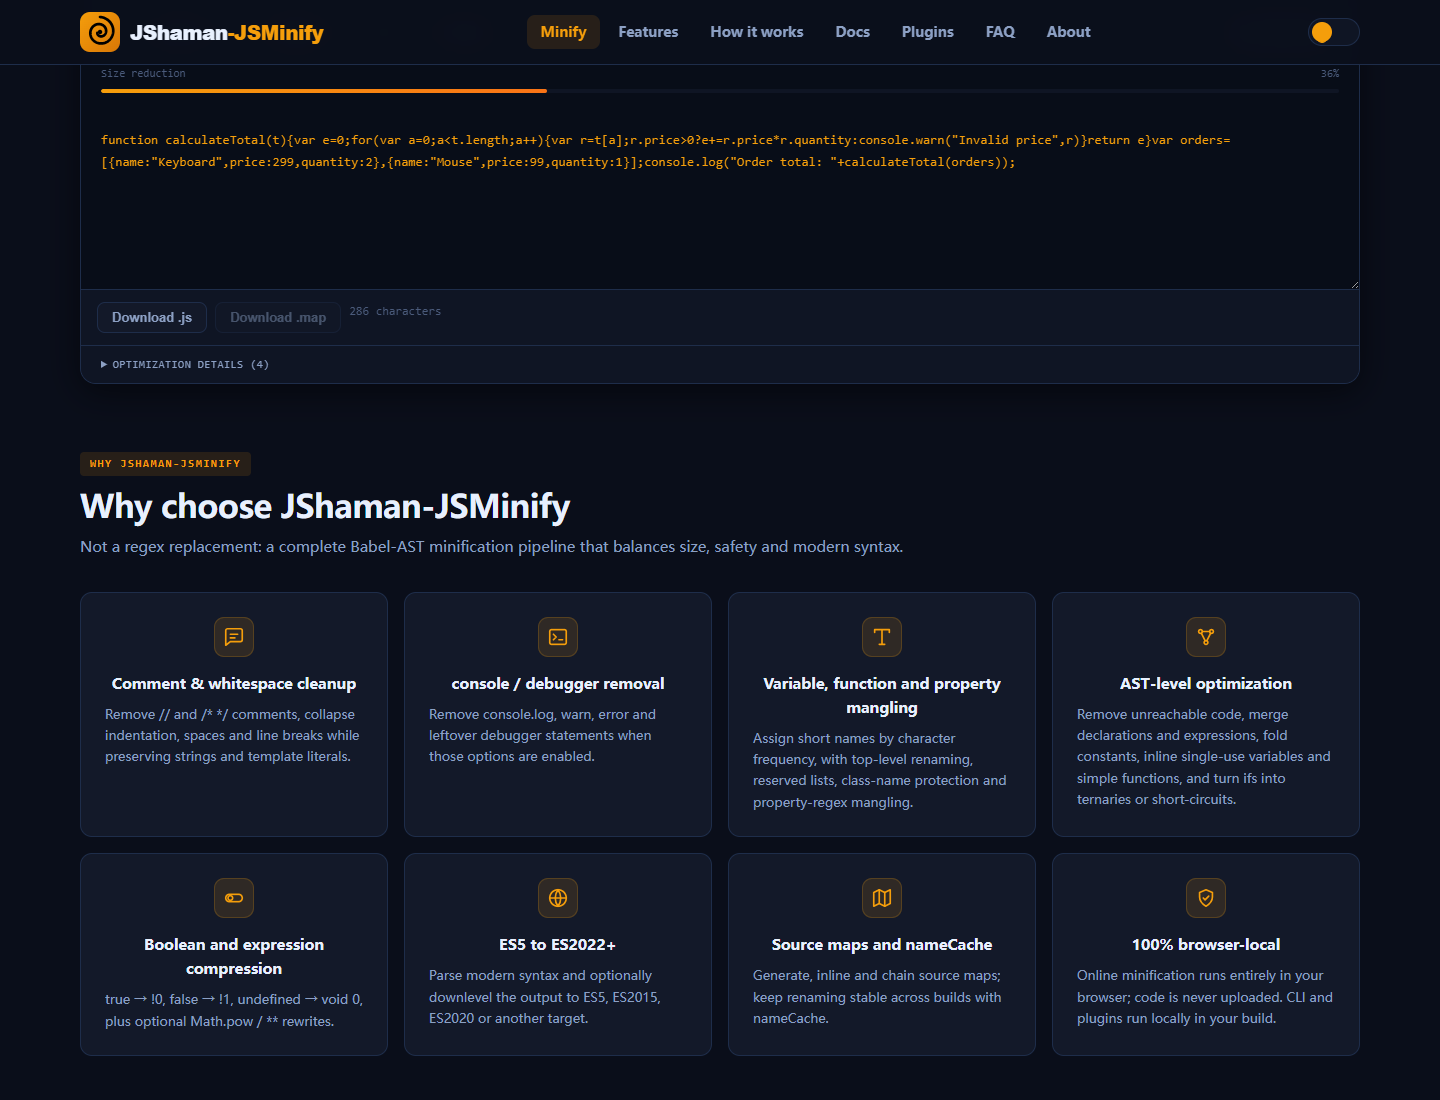 JShaman-JSMinify
Minify
Features
How it works
Docs
Plugins
FAQ
About
Size reduction
36%
function calculateTotal(t){var e=0;for(var a=0;a<t.length;a++){var r=t[a];r.price>0?e+=r.price*r.quantity:console.warn("Invalid price",r)}return e}var orders=
[{name:"Keyboard",price:299,quantity:2},{name:"Mouse",price:99,quantity:1}];console.log("Order total: "+calculateTotal(orders));
Download .js
Download .map
286 characters
OPTIMIZATION DETAILS (4)
WHY JSHAMAN-JSMINIFY
Why choose JShaman-JSMinify
Not a regex replacement: a complete Babel-AST minification pipeline that balances size, safety and modern syntax.
Comment & whitespace cleanup
Remove // and /* */ comments, collapse
indentation, spaces and line breaks while
preserving strings and template literals.
console / debugger removal
Remove console.log, warn, error and
leftover debugger statements when
those options are enabled.
Variable, function and property
mangling
Assign short names by character
frequency, with top-level renaming,
reserved lists, class-name protection and
property-regex mangling.
AST-level optimization
Remove unreachable code, merge
declarations and expressions, fold
constants, inline single-use variables and
simple functions, and turn ifs into
ternaries or short-circuits.
Boolean and expression
compression
true → !0, false → !1, undefined → void 0,
plus optional Math.pow / ** rewrites.
ES5 to ES2022+
Parse modern syntax and optionally
downlevel the output to ES5, ES2015,
ES2020 or another target.
Source maps and nameCache
Generate, inline and chain source maps;
keep renaming stable across builds with
nameCache.
100% browser-local
Online minification runs entirely in your
browser; code is never uploaded. CLI and
plugins run locally in your build.